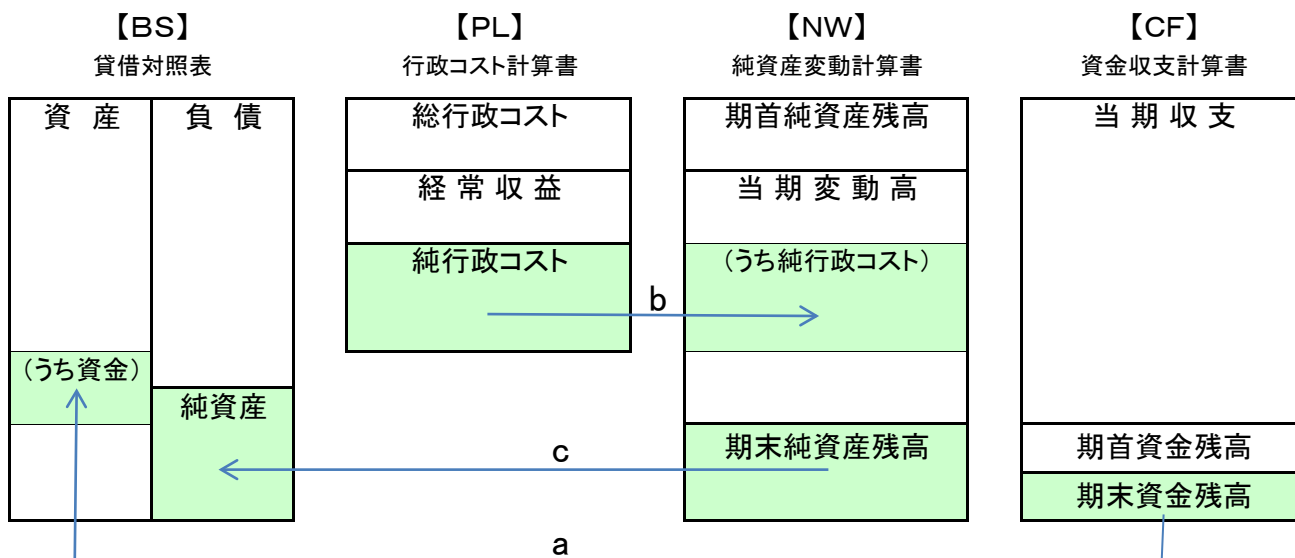 【BS】
貸借対照表
資 産
負 債
(うち資金)
純資産
【PL】
行政コスト計算書
総行政コスト
経 常 収 益
純行政コスト
【NW】
純資産変動計算書
期首純資産残高
当 期 変 動 高
(うち純行政コスト)
期末純資産残高
【CF】
資金収支計算書
当 期 収 支
期首資金残高
期末資金残高
b
c
a